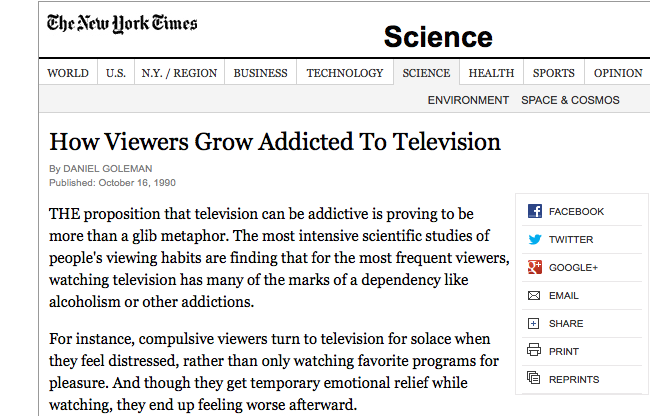 The New York Times
Science
WORLD U.S. N.Y. / REGION BUSINESS TECHNOLOGY SCIENCE HEALTH SPORTS OPINION
ENVIRONMENT SPACE & COSMOS
How Viewers Grow Addicted To Television
By DANIEL GOLEMAN
Published: October 16, 1990
THE proposition that television can be addictive is proving to be
more than a glib metaphor. The most intensive scientific studies of
people's viewing habits are finding that for the most frequent viewers,
watching television has many of the marks of a dependency like
alcoholism or other addictions.
For instance, compulsive viewers turn to television for solace when
they feel distressed, rather than only watching favorite programs for
pleasure. And though they get temporary emotional relief while
watching, they end up feeling worse afterward.
FACEBOOK
TWITTER
GOOGLE+
EMAIL
SHARE
PRINT
REPRINTS